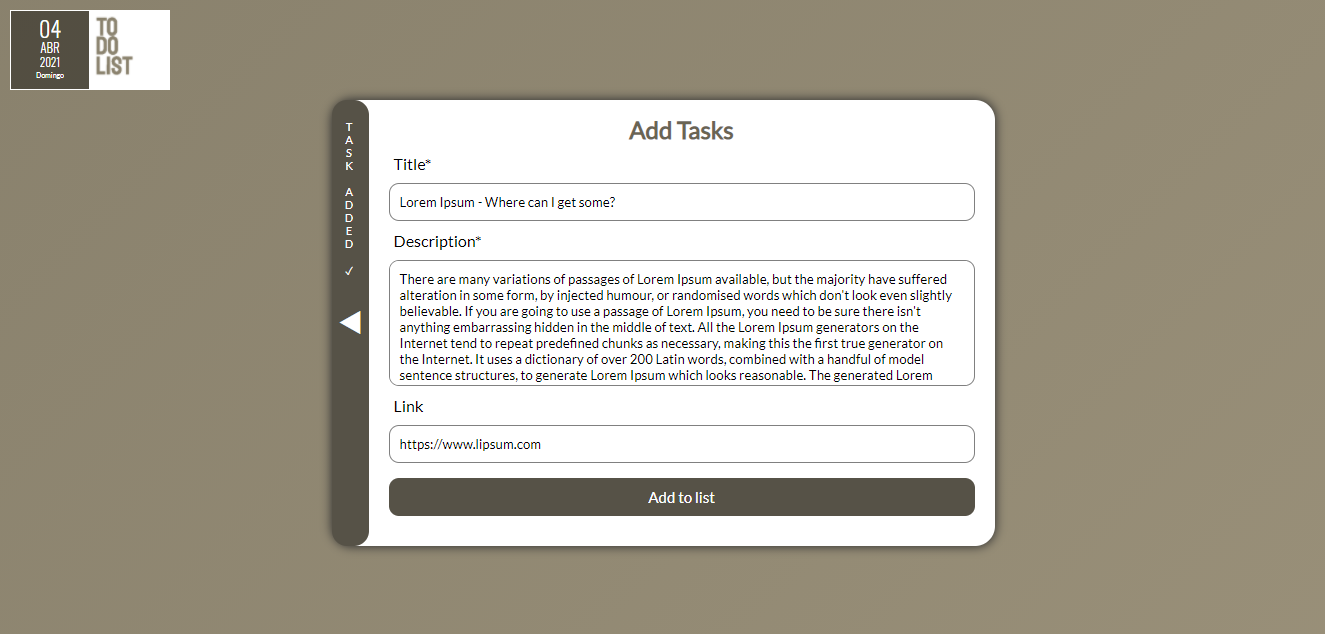 04
ABR
2021
Domingo
TO
DO
LIST
TASK ADDED ✓
Add Tasks
Title*
Lorem Ipsum - Where can I get some?
Description*
There are many variations of passages of Lorem Ipsum available, but the majority have suffered
alteration in some form, by injected humour, or randomised words which don't look even slightly
believable. If you are going to use a passage of Lorem Ipsum, you need to be sure there isn't
anything embarrassing hidden in the middle of text. All the Lorem Ipsum generators on the
Internet tend to repeat predefined chunks as necessary, making this the first true generator on
the Internet. It uses a dictionary of over 200 Latin words, combined with a handful of model
sentence structures, to generate Lorem Ipsum which looks reasonable. The generated Lorem
Link
https://www.lipsum.com
Add to list